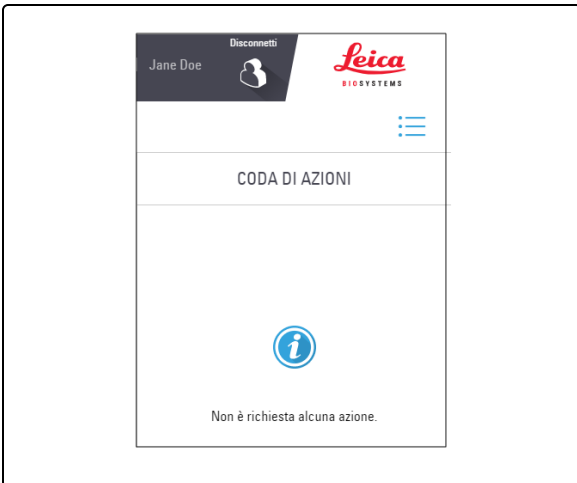 Disconnetti
Jane Doe
Leica
BIOSYSTEMS
CODA DI AZIONI
Non è richiesta alcuna azione.